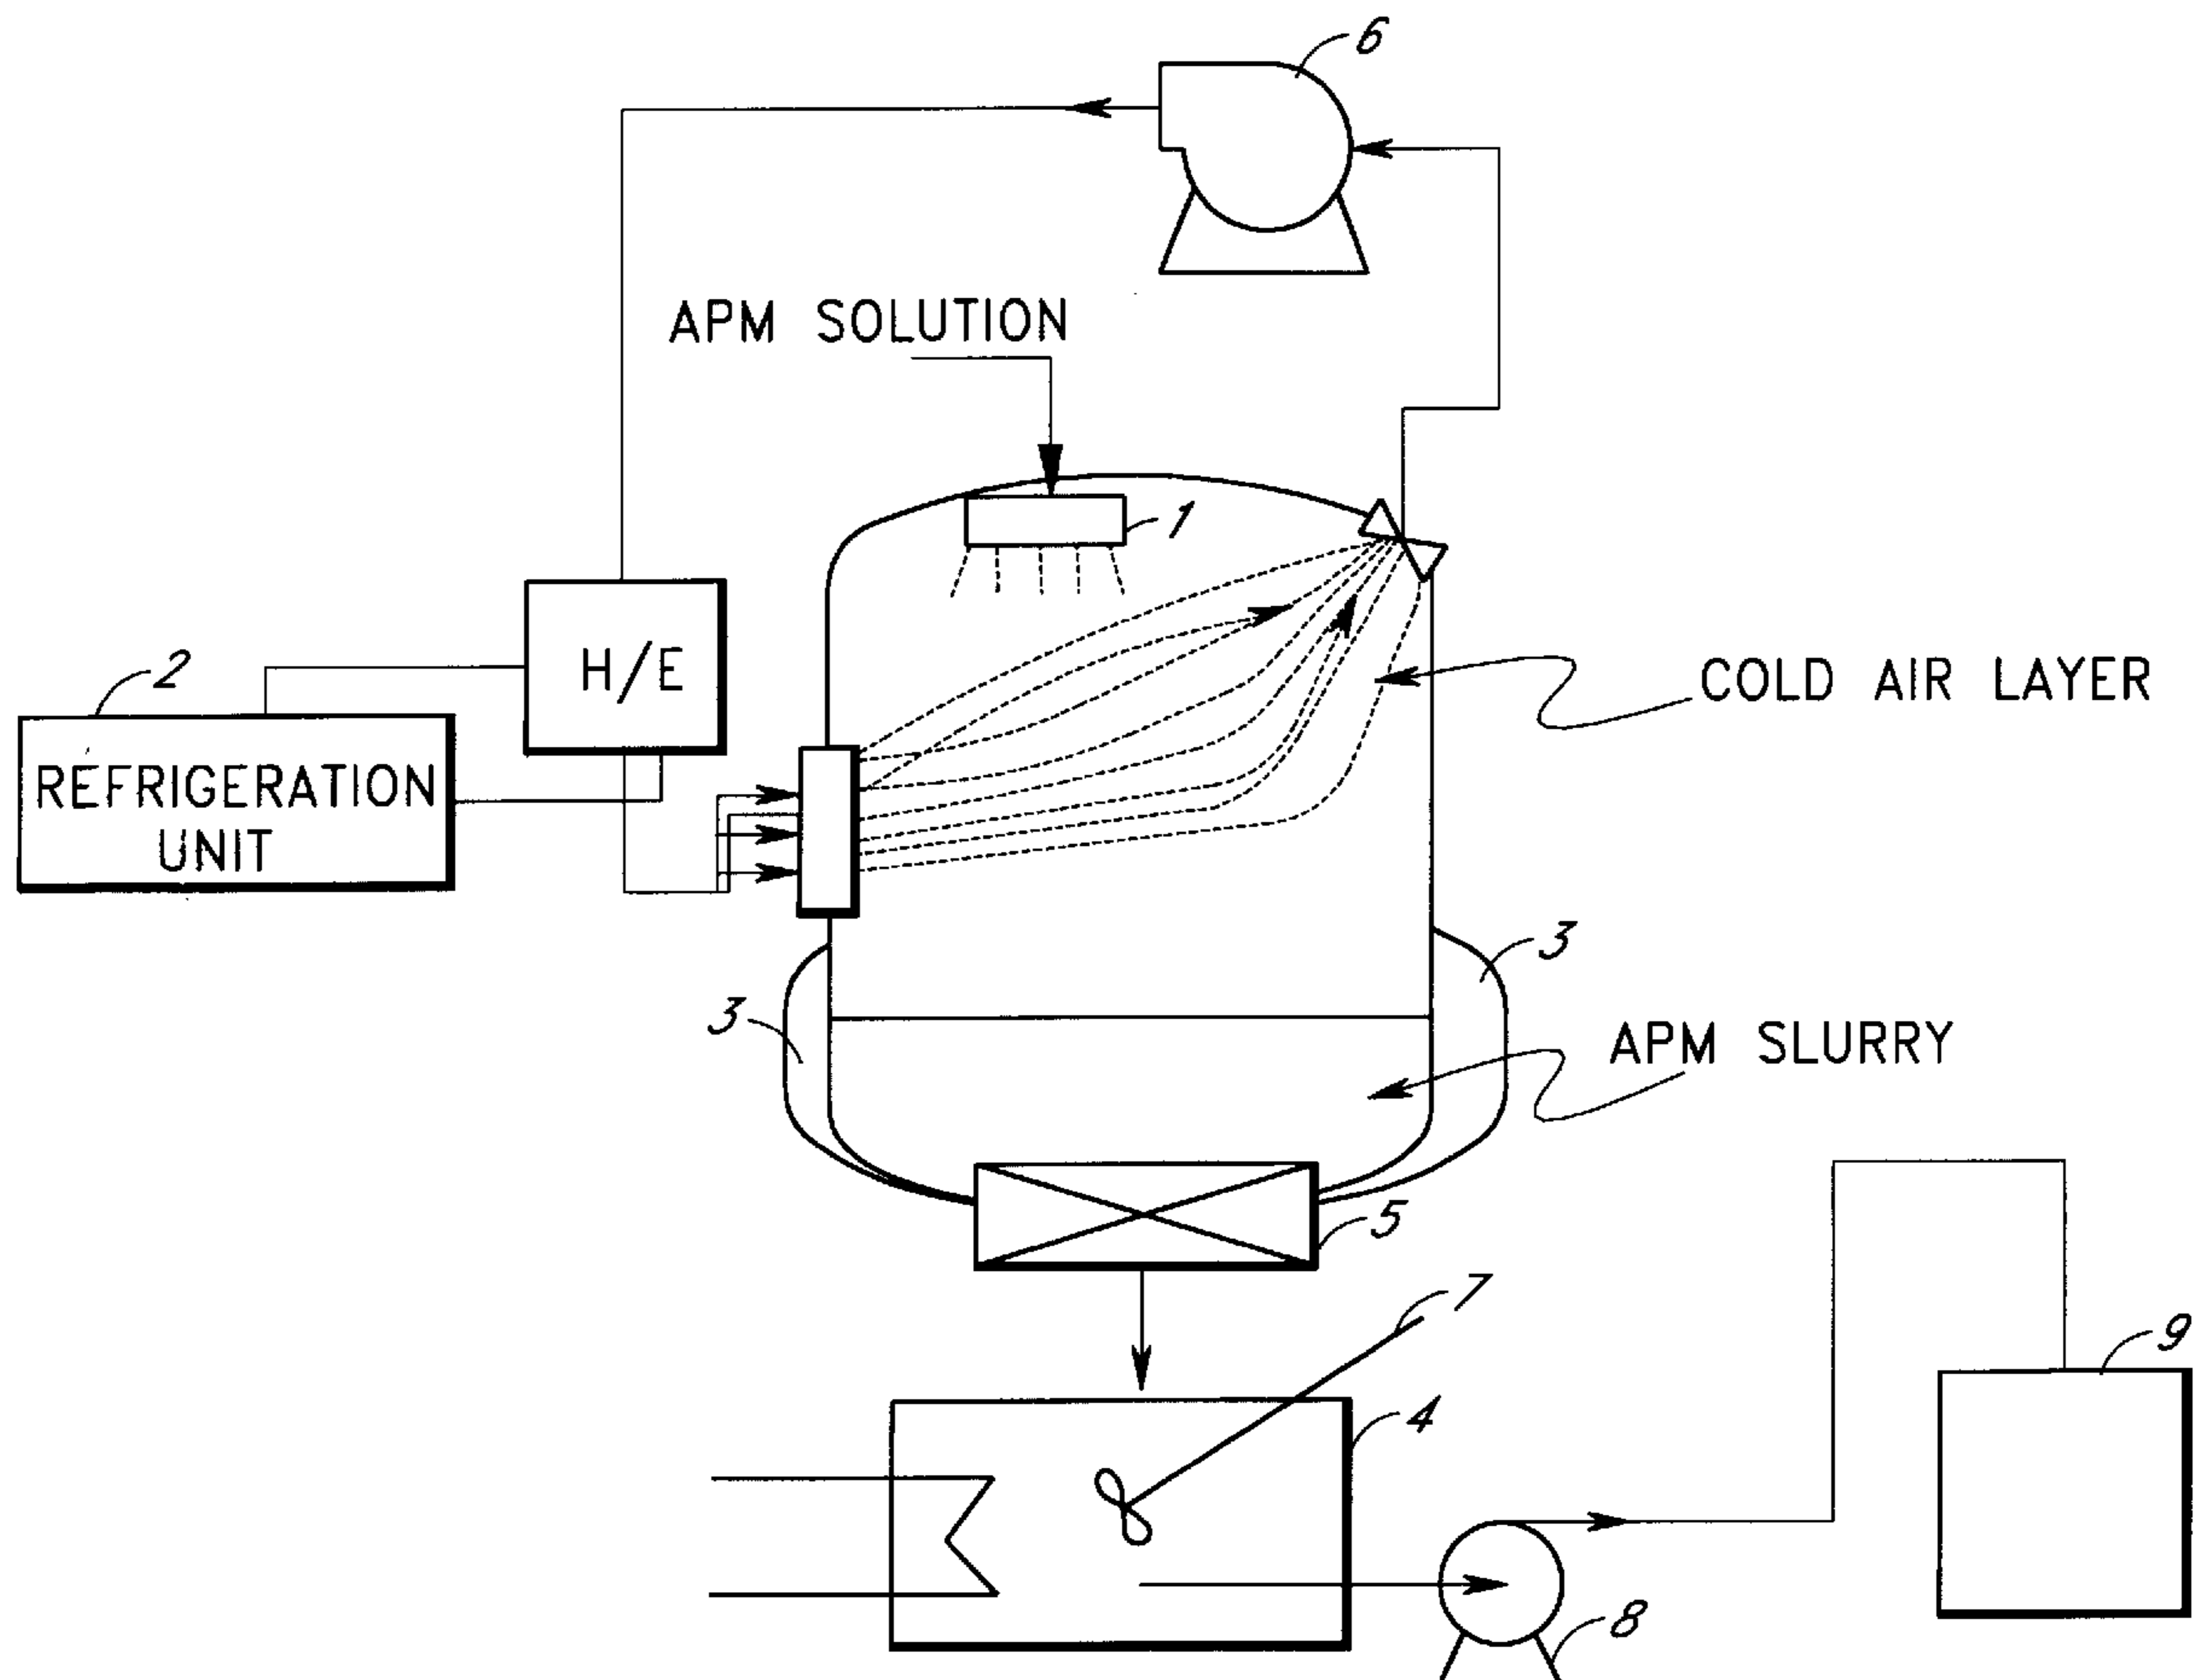 6
APM SOLUTION
1
2
H/E
COLD AIR LAYER
REFRIGERATION
UNIT
3
3
APM SLURRY
5
7
9
4
8